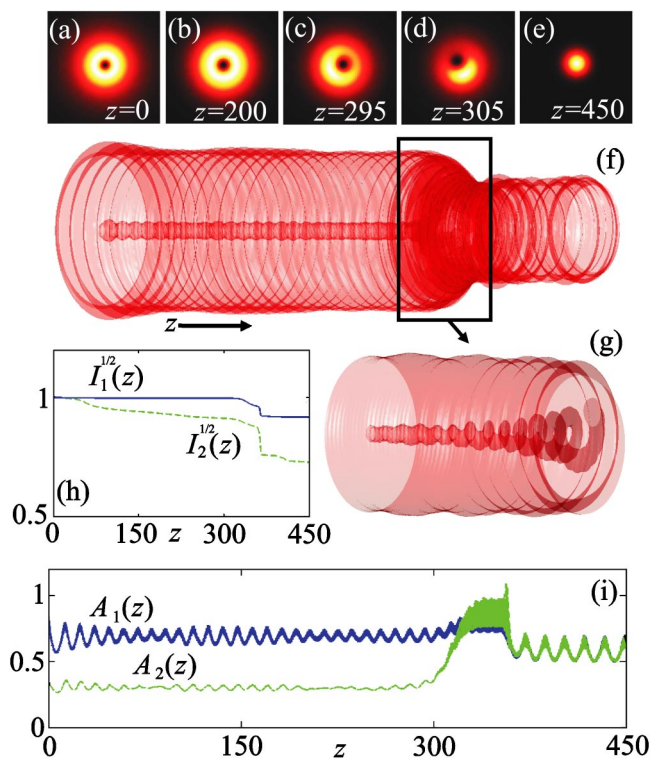 (a) (b) (c) (d) (e)
z=0 z=200 z=295 z=305 z=450
(f)
z
(g)
I₁^1/2(z)
1
I₂^1/2(z)
(h)
0.5
0 150 z 300 450
(i)
1
A₁(z)
0.5
A₂(z)
0
0 150 z 300 450